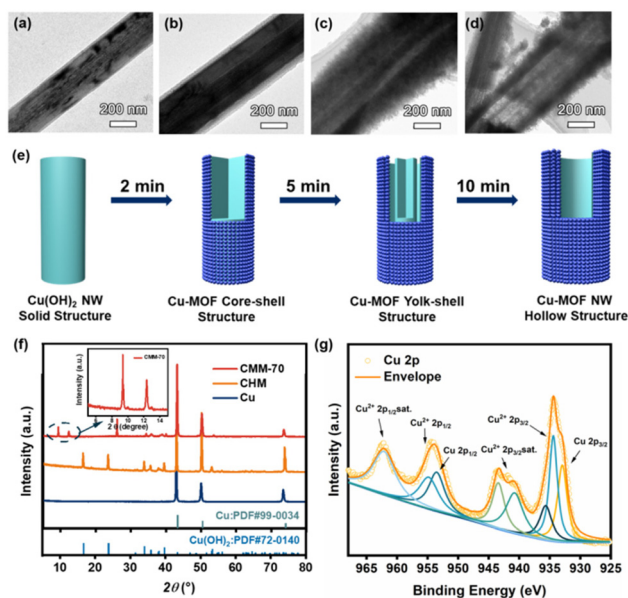 (a)
200 nm
(b)
200 nm
(c)
200 nm
(d)
200 nm
(e)
2 min
5 min
10 min
Cu(OH)₂ NW
Solid Structure
Cu-MOF Core-shell
Structure
Cu-MOF Yolk-shell
Structure
Cu-MOF NW
Hollow Structure
(f)
Intensity (a.u.)
Intensity (a.u.)
CMM-70
8
10
12
14
2 θ (degree)
CMM-70
CHM
Cu
Cu:PDF#99-0034
Cu(OH)₂:PDF#72-0140
10 20 30 40 50 60 70 80
2θ (°)
(g)
Intensity (a.u.)
Cu 2p
Envelope
Cu²⁺ 2p₁/₂sat.
Cu²⁺ 2p₁/₂
Cu 2p₁/₂
Cu²⁺ 2p₃/₂sat.
Cu²⁺ 2p₃/₂
Cu 2p₃/₂
965 960 955 950 945 940 935 930 925
Binding Energy (eV)